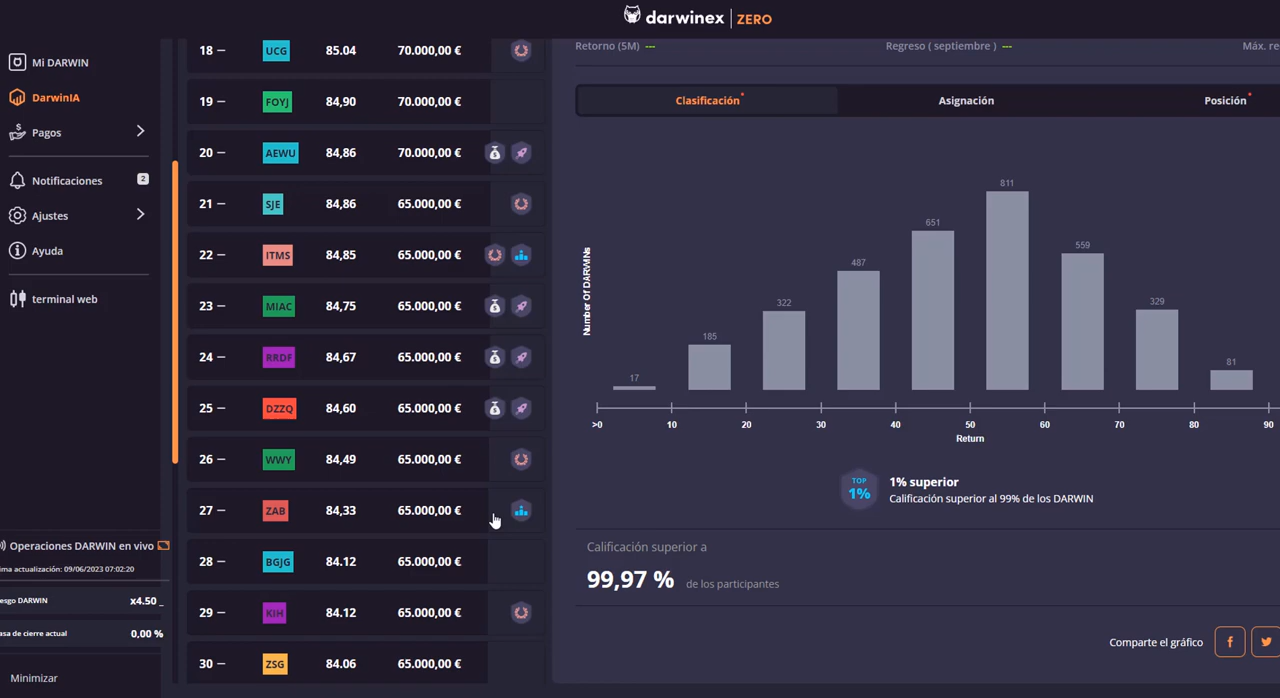 darwinex | ZERO
Mi DARWIN
DarwinIA
Pagos
Notificaciones 2
Ajustes
Ayuda
terminal web
Operaciones DARWIN en vivo
ima actualización: 09/06/2023 07:02:20
esgo DARWIN x4.50
asa de cierre actual 0,00 %
Minimizar
18 – UCG 85.04 70.000,00 €
19 – FOYJ 84,90 70.000,00 €
20 – AEWU 84,86 70.000,00 €
21 – SJE 84,86 65.000,00 €
22 – ITMS 84,85 65.000,00 €
23 – MIAC 84,75 65.000,00 €
24 – RRDF 84,67 65.000,00 €
25 – DZZQ 84,60 65.000,00 €
26 – WWY 84,49 65.000,00 €
27 – ZAB 84,33 65.000,00 €
28 – BGJG 84.12 65.000,00 €
29 – KIH 84.12 65.000,00 €
30 – ZSG 84.06 65.000,00 €
Retorno (5M) --- Regreso ( septiembre ) --- Máx. re
Clasificación Asignación Posición
Number Of DARWINs
17 185 322 487 651 811 559 329 81
>0 10 20 30 40 50 60 70 80 90
Return
TOP
1%
1% superior
Calificación superior al 99% de los DARWIN
Calificación superior a
99,97 % de los participantes
Comparte el gráfico